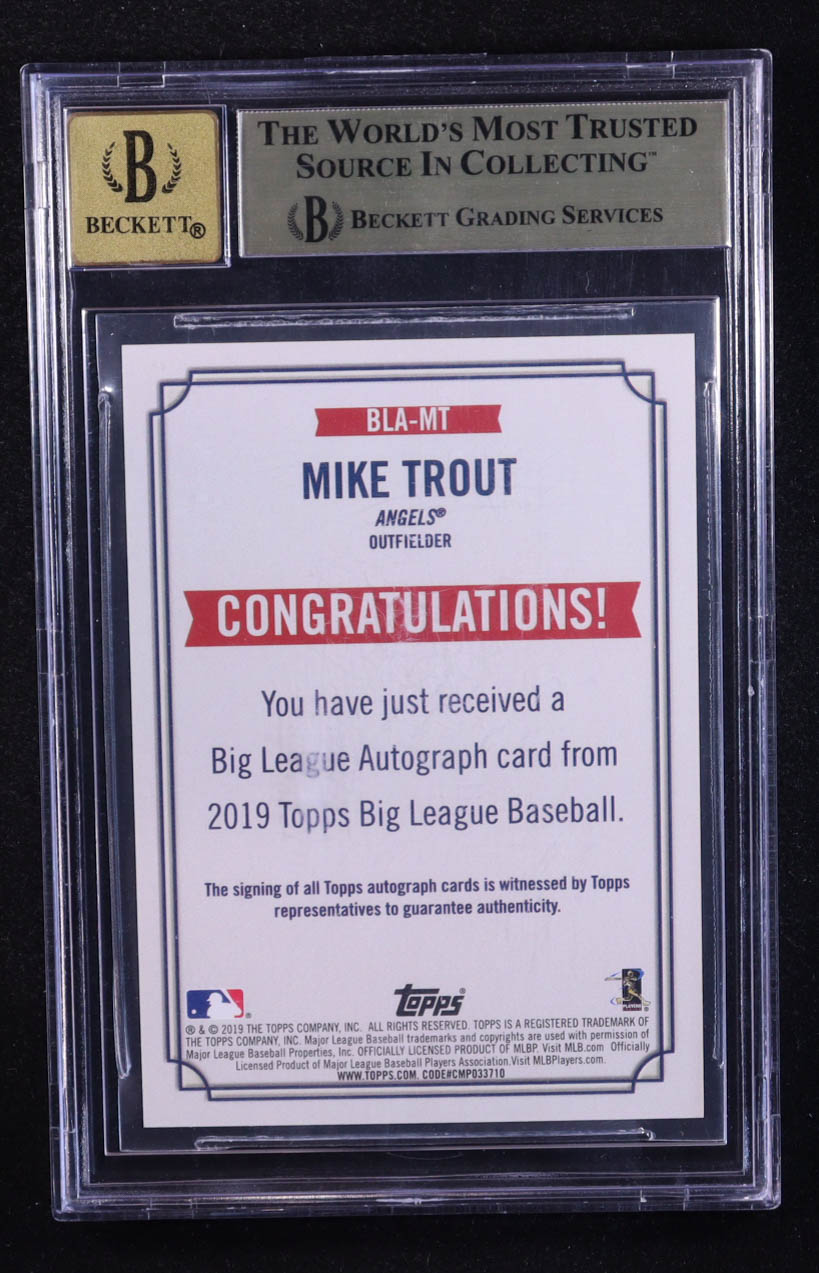 B
BECKETT®
THE WORLD'S MOST TRUSTED
SOURCE IN COLLECTING™
B BECKETT GRADING SERVICES
BLA-MT
MIKE TROUT
ANGELS®
OUTFIELDER
CONGRATULATIONS!
You have just received a
Big League Autograph card from
2019 Topps Big League Baseball.
The signing of all Topps autograph cards is witnessed by Topps
representatives to guarantee authenticity.
topps®
PLAYERS
® & © 2019 THE TOPPS COMPANY, INC. ALL RIGHTS RESERVED. TOPPS IS A REGISTERED TRADEMARK OF
THE TOPPS COMPANY, INC. Major League Baseball trademarks and copyrights are used with permission of
Major League Baseball Properties, Inc. OFFICIALLY LICENSED PRODUCT OF MLBP. Visit MLB.com Officially
Licensed Product of Major League Baseball Players Association.Visit MLBPlayers.com.
WWW.TOPPS.COM. CODE#CMP033710